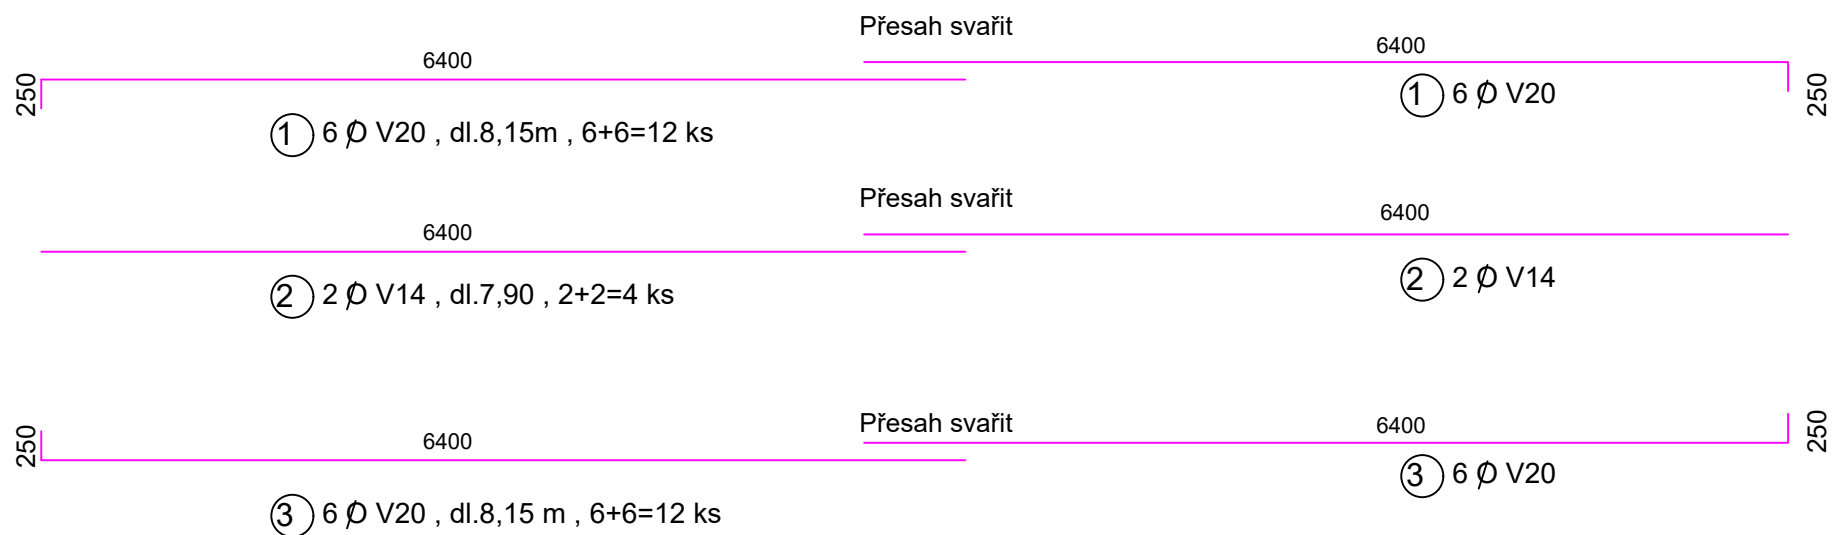 Přesah svařit
6400
6400
250
250
1 6 Ø V20 , dl.8,15m , 6+6=12 ks
1 6 Ø V20
Přesah svařit
6400
6400
2 2 Ø V14 , dl.7,90 , 2+2=4 ks
2 2 Ø V14
Přesah svařit
6400
6400
250
250
3 6 Ø V20 , dl.8,15 m , 6+6=12 ks
3 6 Ø V20